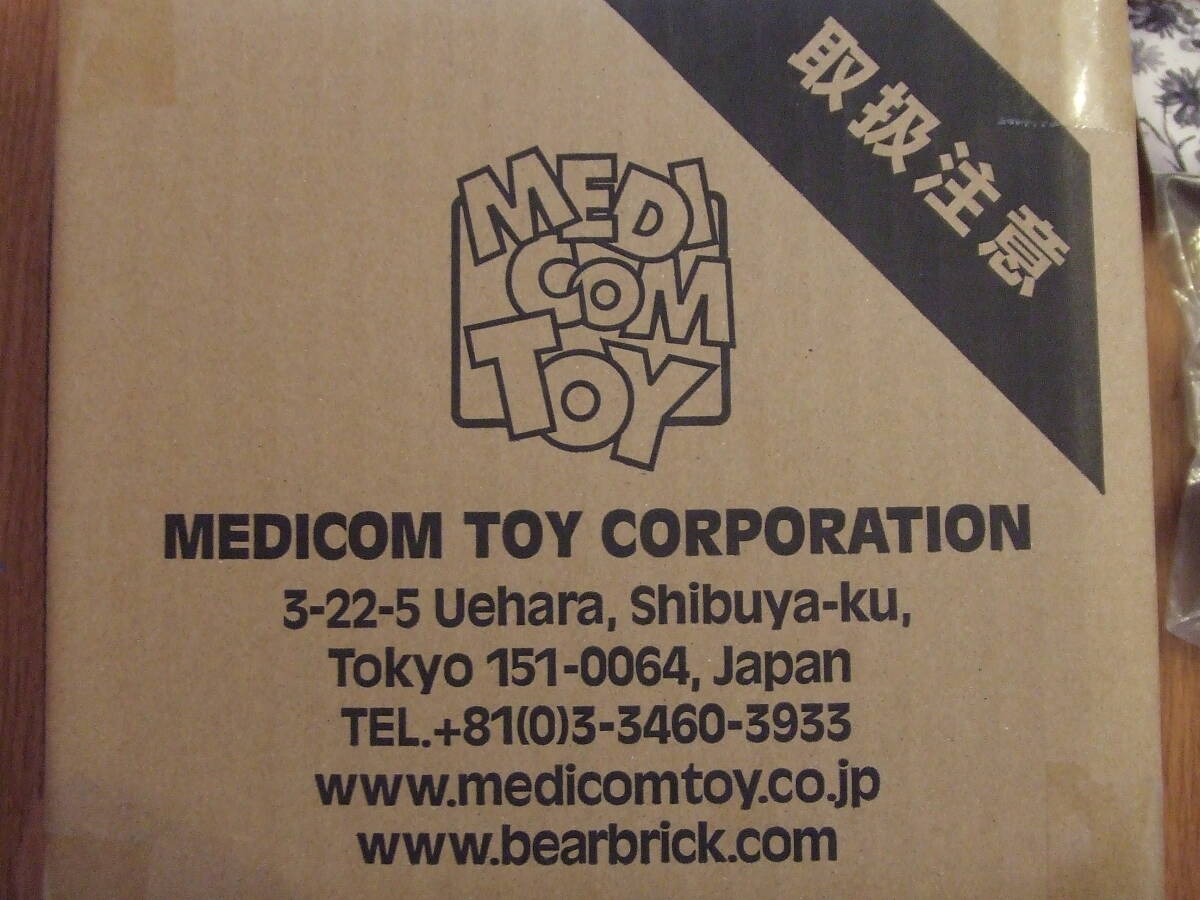 取扱注意
MEDI
COM
TOY
MEDICOM TOY CORPORATION
3-22-5 Uehara, Shibuya-ku,
Tokyo 151-0064, Japan
TEL.+81(0)3-3460-3933
www.medicomtoy.co.jp
www.bearbrick.com